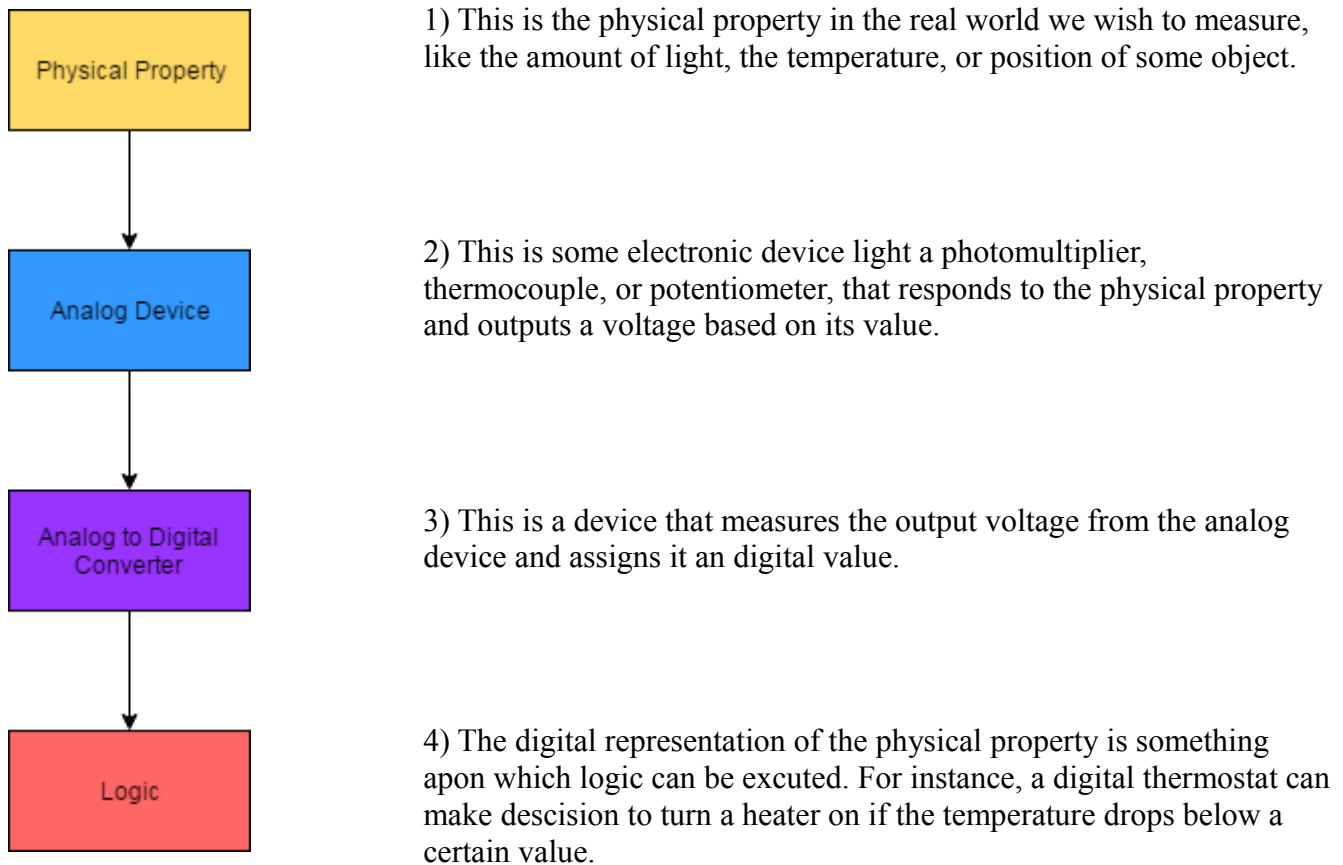 Physical Property
1) This is the physical property in the real world we wish to measure,
like the amount of light, the temperature, or position of some object.
Analog Device
2) This is some electronic device light a photomultiplier,
thermocouple, or potentiometer, that responds to the physical property
and outputs a voltage based on its value.
Analog to Digital
Converter
3) This is a device that measures the output voltage from the analog
device and assigns it an digital value.
Logic
4) The digital representation of the physical property is something
apon which logic can be excuted. For instance, a digital thermostat can
make descision to turn a heater on if the temperature drops below a
certain value.